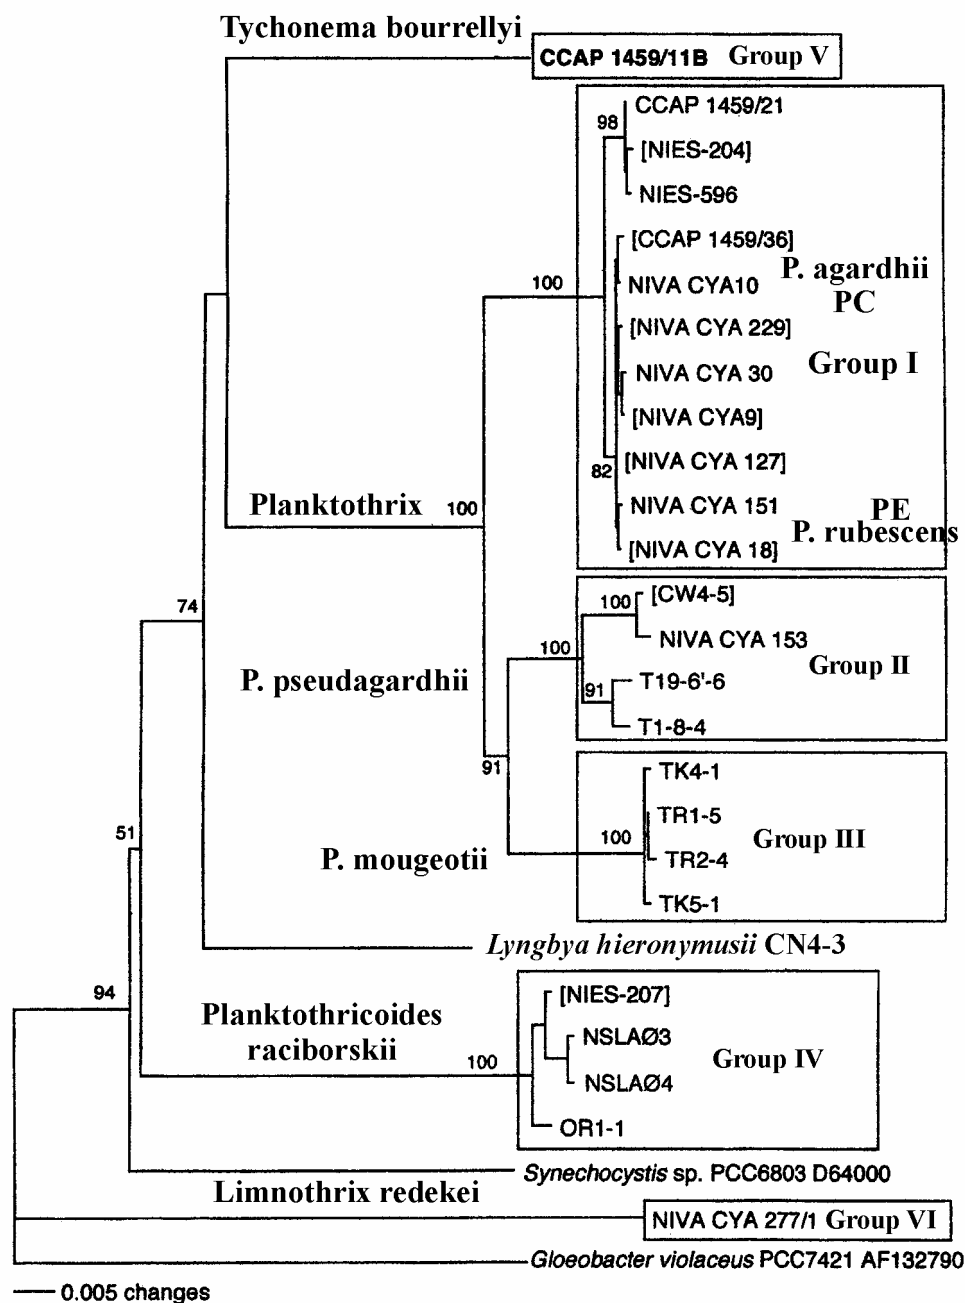 Tychonema bourrellyi
CCAP 1459/11B Group V
CCAP 1459/21
98
[NIES-204]
NIES-596
[CCAP 1459/36]
P. agardhii
NIVA CYA10
100
PC
[NIVA CYA 229]
Group I
NIVA CYA 30
[NIVA CYA9]
[NIVA CYA 127]
82
Planktothrix
100
NIVA CYA 151
PE
P. rubescens
[NIVA CYA 18]
[CW4-5]
100
74
NIVA CYA 153
100
Group II
P. pseudagardhii
T19-6'-6
91
T1-8-4
91
TK4-1
TR1-5
51
100
Group III
P. mougeotii
TR2-4
TK5-1
Lyngbya hieronymusii CN4-3
94
[NIES-207]
Planktothricoides
raciborskii
NSLAØ3
100
Group IV
NSLAØ4
OR1-1
Synechocystis sp. PCC6803 D64000
Limnothrix redekei
NIVA CYA 277/1 Group VI
Gloeobacter violaceus PCC7421 AF132790
0.005 changes